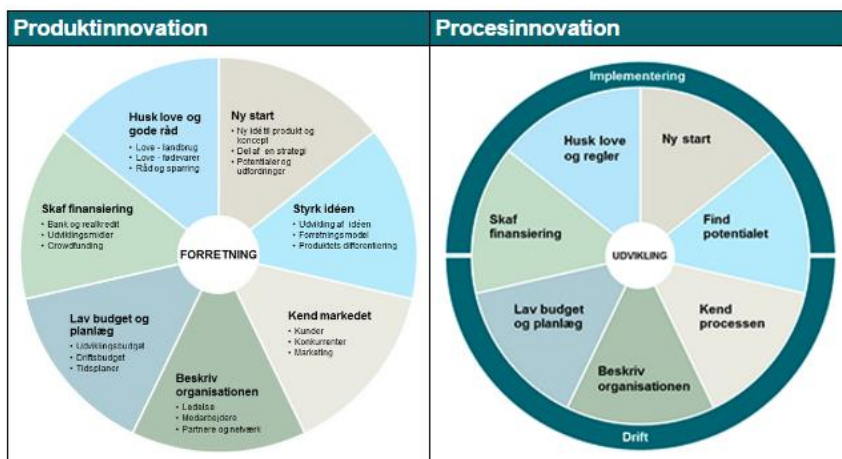 Produktinnovation
Husk love og
gode råd
• Love - landbrug
• Love - fødevarer
• Råd og sparring
Ny start
• Ny idé til produkt og
koncept
• Del af en strategi
• Potentialer og
udfordringer
Skaf finansiering
• Bank og realkredit
• Udviklingsmidler
• Crowdfunding
Styrk idéen
• Udvikling af idéen
• Forretningsmodel
• Produktets differentiering
FORRETNING
Lav budget og
planlæg
• Udviklingsbudget
• Driftsbudget
• Tidsplaner
Kend markedet
• Kunder
• Konkurrenter
• Marketing
Beskriv
organisationen
• Ledelse
• Medarbejdere
• Partnere og netværk
Procesinnovation
Implementering
Husk love
og regler
Ny start
Skaf
finansiering
Find
potentialet
UDVIKLING
Lav budget
og planlæg
Kend
processen
Beskriv
organisationen
Drift